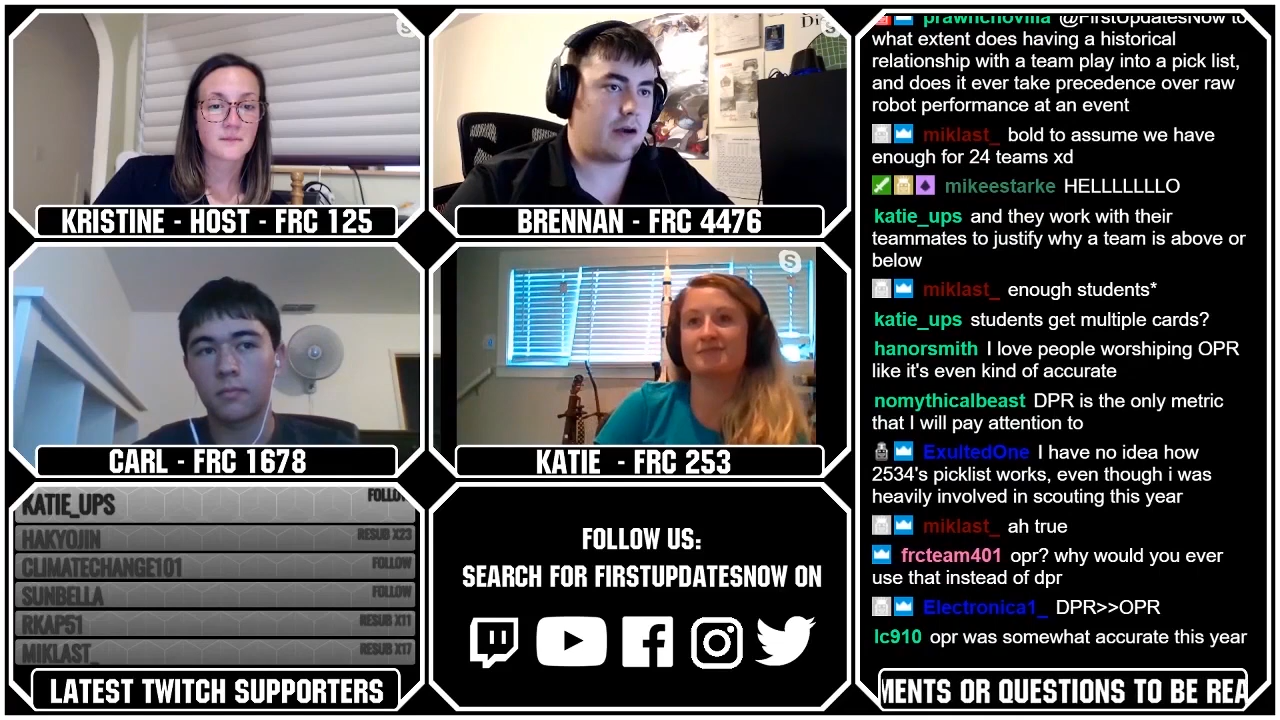 KRISTINE - HOST - FRC 125
BRENNAN - FRC 4476
CARL - FRC 1678
KATIE - FRC 253
KATIE_UPS FOLLOW
HAKYOJIN RESUB X23
CLIMATECHANGE101 FOLLOW
SUNBELLA FOLLOW
RKAP51 RESUB X11
MIKLAST_ RESUB X17
LATEST TWITCH SUPPORTERS
FOLLOW US:
SEARCH FOR FIRSTUPDATESNOW ON
prawnchovilla @FirstUpdatesNow to
what extent does having a historical
relationship with a team play into a pick list,
and does it ever take precedence over raw
robot performance at an event
miklast_ bold to assume we have
enough for 24 teams xd
mikeestarke HELLLLLLLO
katie_ups and they work with their
teammates to justify why a team is above or
below
miklast_ enough students*
katie_ups students get multiple cards?
hanorsmith I love people worshiping OPR
like it's even kind of accurate
nomythicalbeast DPR is the only metric
that I will pay attention to
ExultedOne I have no idea how
2534's picklist works, even though i was
heavily involved in scouting this year
miklast_ ah true
frcteam401 opr? why would you ever
use that instead of dpr
Electronica1_ DPR>>OPR
lc910 opr was somewhat accurate this year
MENTS OR QUESTIONS TO BE REA